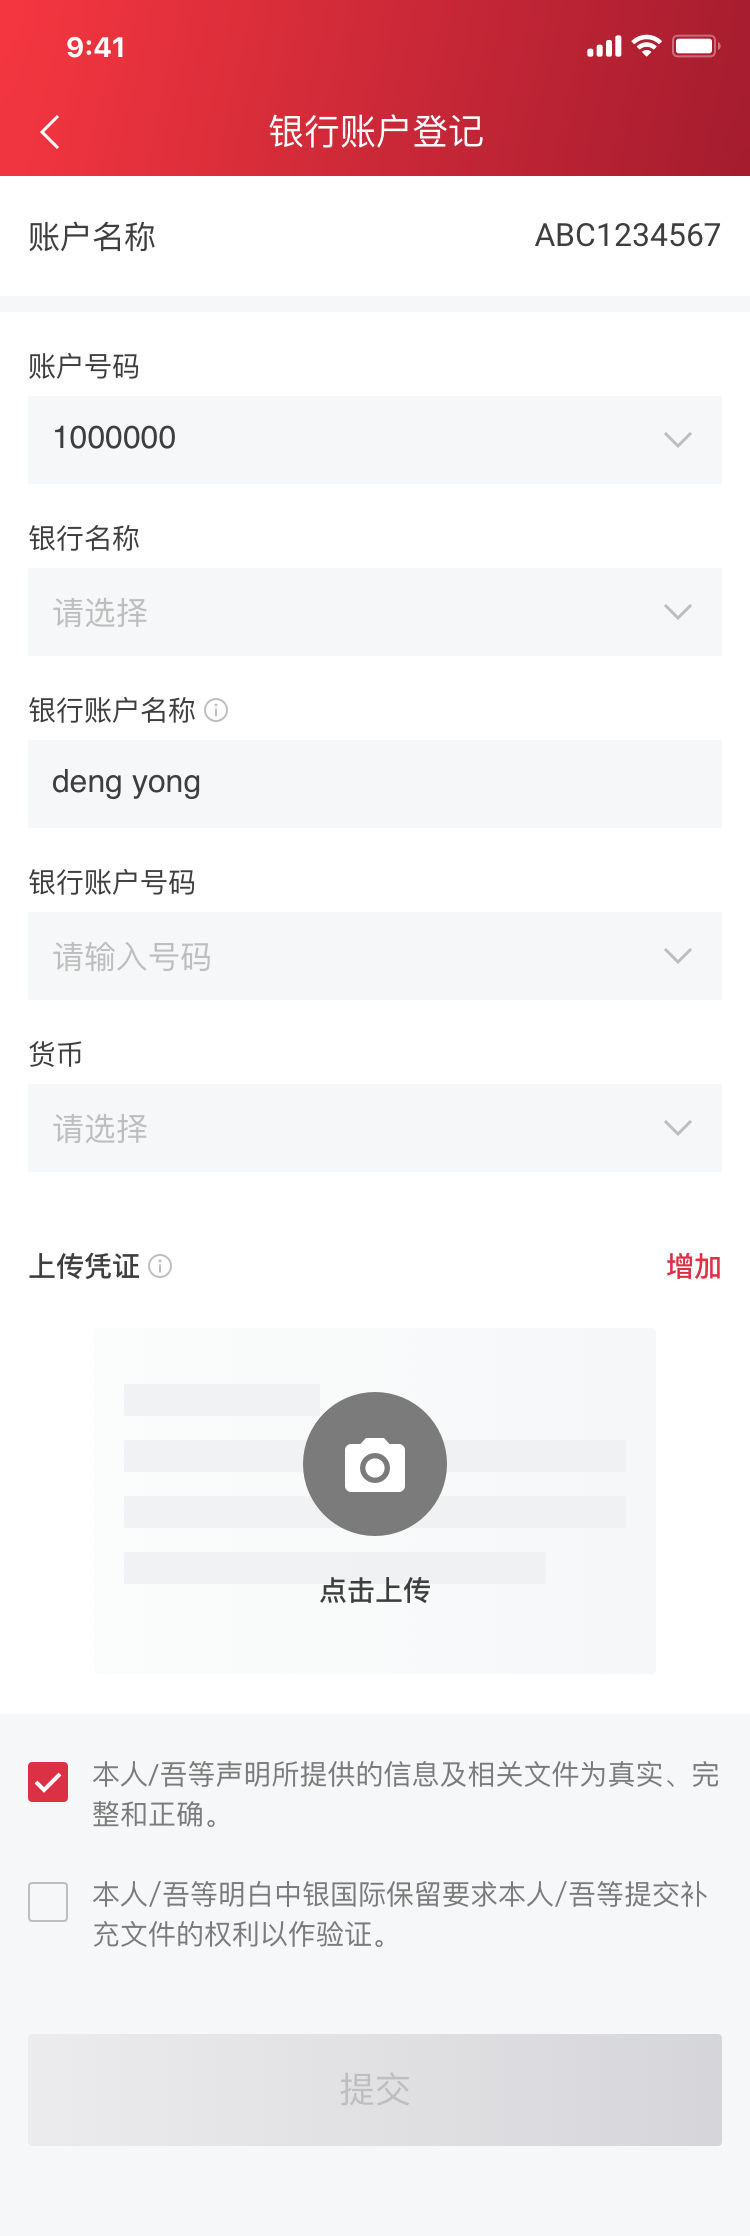 9:41
银行账户登记
账户名称
ABC1234567
账户号码
1000000
银行名称
请选择
银行账户名称
deng yong
银行账户号码
请输入号码
货币
请选择
上传凭证
增加
点击上传
本人/吾等声明所提供的信息及相关文件为真实、完
整和正确。
本人/吾等明白中银国际保留要求本人/吾等提交补
充文件的权利以作验证。
提交